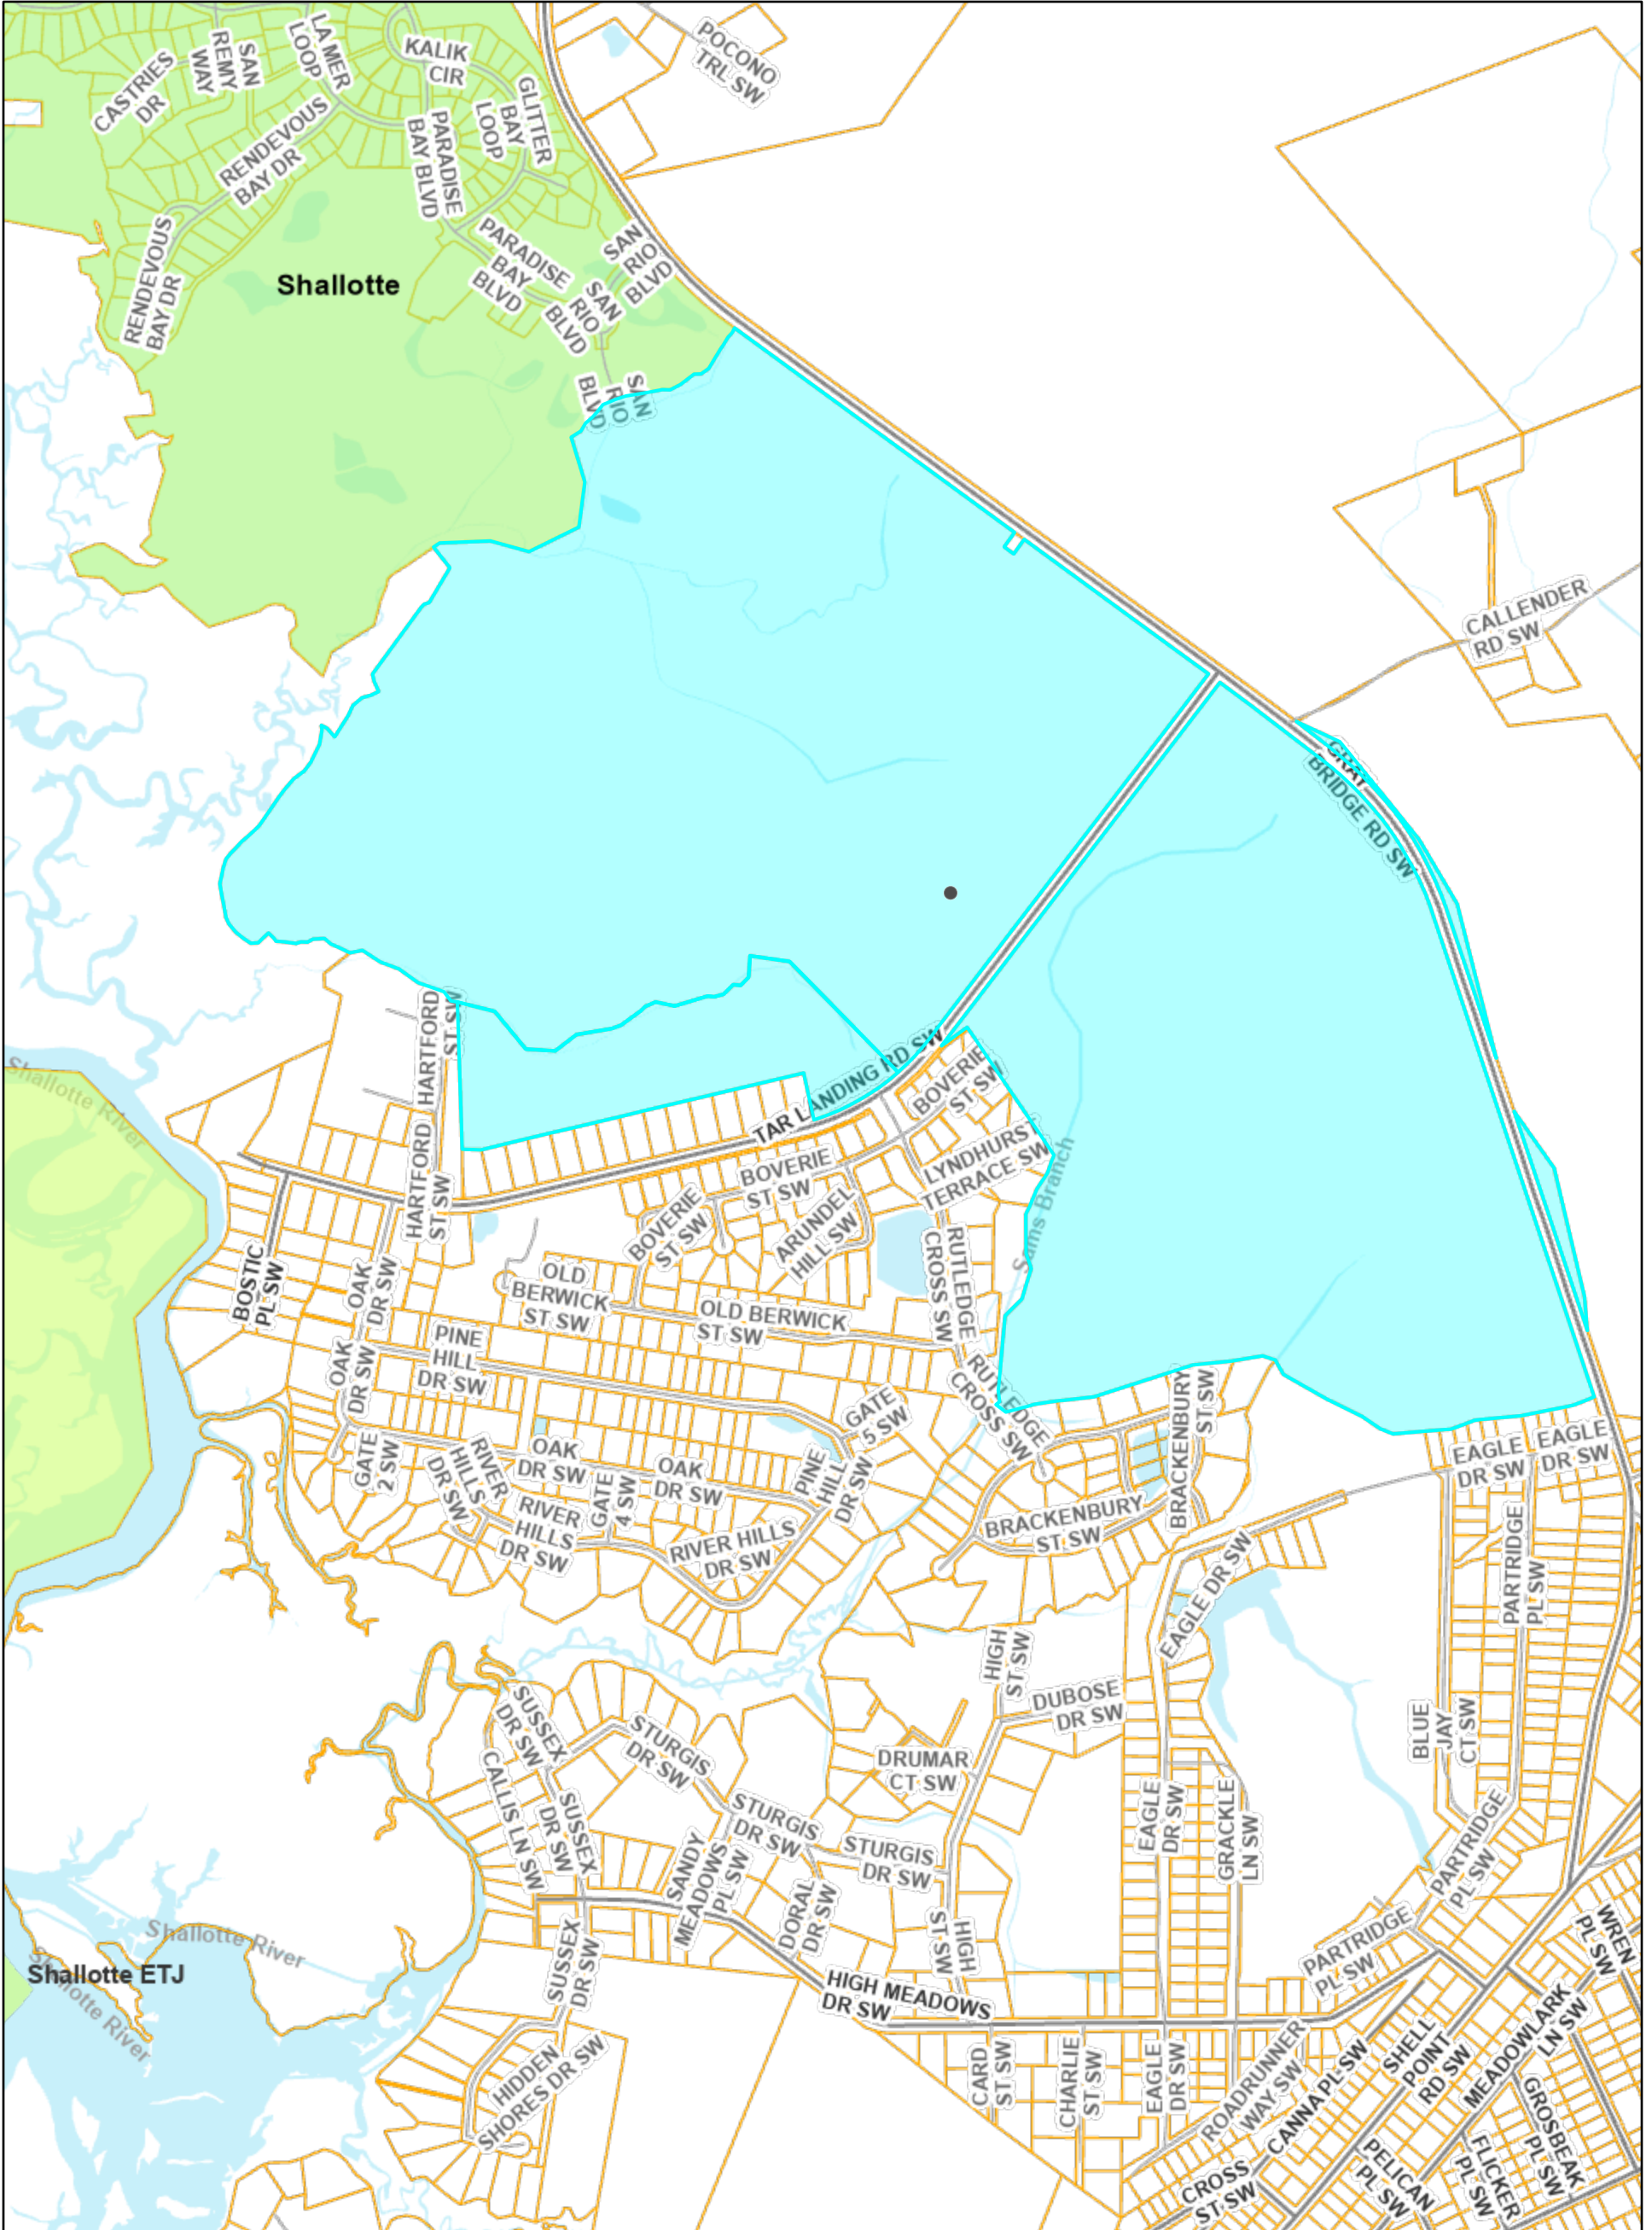 POCONO
TRL SW
CASTRIES
DR
SAN
REMY
WAY
LA MER
LOOP
KALIK
CIR
GLITTER
BAY
LOOP
RENDEVOUS
BAY DR
PARADISE
BAY BLVD
RENDEVOUS
BAY DR
Shallotte
PARADISE
BAY
BLVD
SAN
RIO
BLVD
SAN
RIO
BLVD
SAN
RIO
BLVD
CALLENDER
RD SW
GRAY
BRIDGE RD SW
HARTFORD
ST SW
TAR LANDING RD SW
BOVERIE
ST SW
Shallotte River
HARTFORD
ST SW
BOVERIE
ST SW
LYNDHURST
TERRACE SW
Sams Branch
BOVERIE
ST SW
ARUNDEL
HILL SW
RUTLEDGE
CROSS SW
BOSTIC
PL SW
OAK
DR SW
OLD
BERWICK
ST SW
OLD BERWICK
ST SW
OAK
DR SW
PINE
HILL
DR SW
RUTLEDGE
CROSS SW
GATE
5 SW
BRACKENBURY
ST SW
GATE
2 SW
RIVER
HILLS
DR SW
OAK
DR SW
GATE
4 SW
OAK
DR SW
PINE
HILL
DR SW
EAGLE
DR SW
EAGLE
DR SW
RIVER
HILLS
DR SW
RIVER HILLS
DR SW
BRACKENBURY
ST SW
EAGLE DR SW
PARTRIDGE
PL SW
HIGH
ST SW
DUBOSE
DR SW
SUSSEX
DR SW
STURGIS
DR SW
DRUMAR
CT SW
BLUE
JAY
CT SW
CALLIS LN SW
SUSSEX
DR SW
STURGIS
DR SW
STURGIS
DR SW
EAGLE
DR SW
GRACKLE
LN SW
PARTRIDGE
PL SW
SANDY
MEADOWS
PL SW
DORAL
DR SW
HIGH
ST SW
PARTRIDGE
PL SW
WREN
PL SW
Shallotte River
SUSSEX
DR SW
Shallotte ETJ
Shallotte River
HIGH MEADOWS
DR SW
HIDDEN
SHORES DR SW
CARD
ST SW
CHARLIE
ST SW
EAGLE
DR SW
ROADRUNNER
WAY SW
CANNA PL SW
SHELL
POINT
RD SW
MEADOWLARK
LN SW
GROSBEAK
PL SW
CROSS
ST SW
PELICAN
PL SW
FLICKER
PL SW